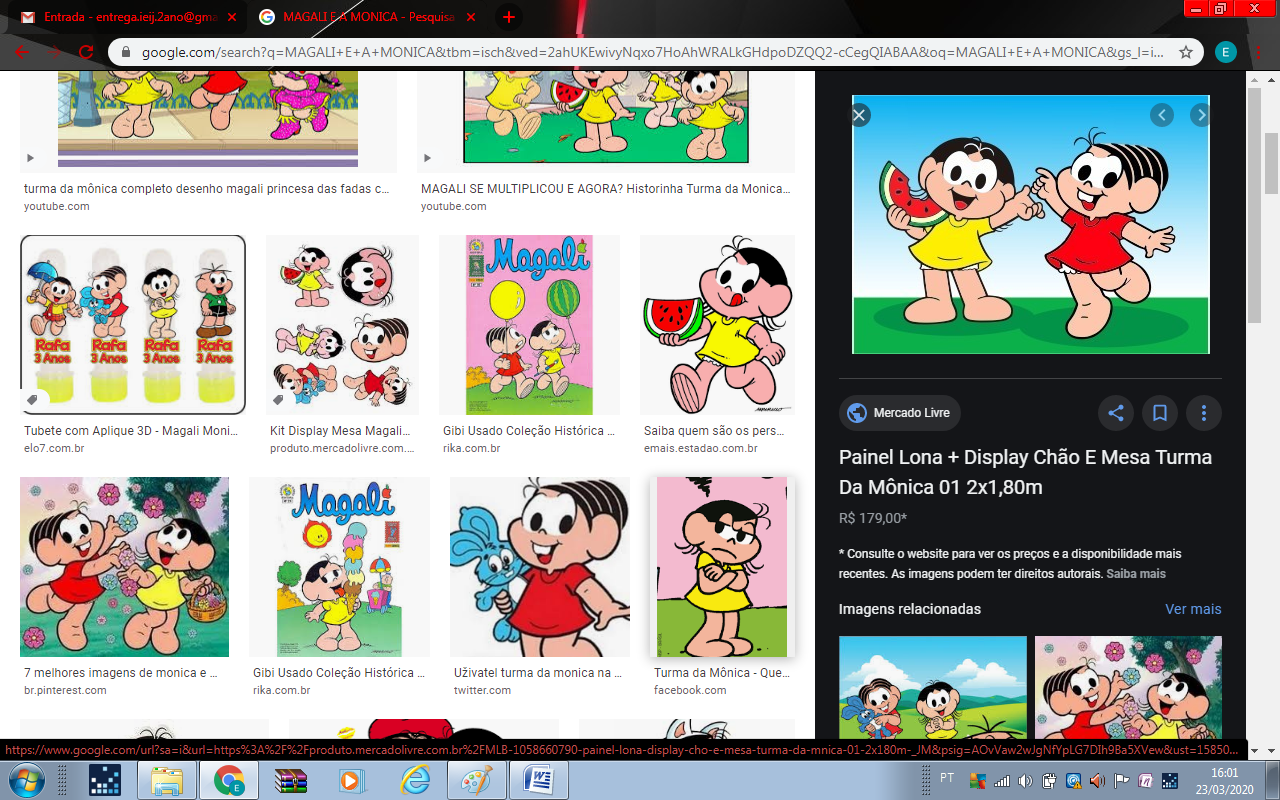 Entrada - entrega.ieij.2ano@gma
MAGALI E A MONICA - Pesquisa
google.com/search?q=MAGALI+E+A+MONICA&tbm=isch&ved=2ahUKEwivyNqxo7HoAhWRALkGHdpoDZQQ2-cCegQIABAA&oq=MAGALI+E+A+MONICA&gs_l=i...
E
turma da mônica completo desenho magali princesa das fadas c...
youtube.com
MAGALI SE MULTIPLICOU E AGORA? Historinha Turma da Monica...
youtube.com
Rafa
3 Anos
Rafa
3 Anos
Rafa
3 Anos
Rafa
3 Anos
Magali
Tubete com Aplique 3D - Magali Moni...
elo7.com.br
Kit Display Mesa Magali...
produto.mercadolivre.com....
Gibi Usado Coleção Histórica ...
rika.com.br
Saiba quem são os pers...
emais.estadao.com.br
Magali
7 melhores imagens de monica e ...
br.pinterest.com
Gibi Usado Coleção Histórica ...
rika.com.br
Uživatel turma da monica na ...
twitter.com
Turma da Mônica - Que...
facebook.com
Mercado Livre
Painel Lona + Display Chão E Mesa Turma
Da Mônica 01 2x1,80m
R$ 179,00*
* Consulte o website para ver os preços e a disponibilidade mais
recentes. As imagens podem ter direitos autorais. Saiba mais
Imagens relacionadas
Ver mais
https://www.google.com/url?sa=i&url=https%3A%2F%2Fproduto.mercadolivre.com.br%2FMLB-1058660790-painel-lona-display-cho-e-mesa-turma-da-mnica-01-2x180m-_JM&psig=AOvVaw2wJgNfYpLG7DIh9Ba5XVew&ust=15850...
PT
16:01
23/03/2020